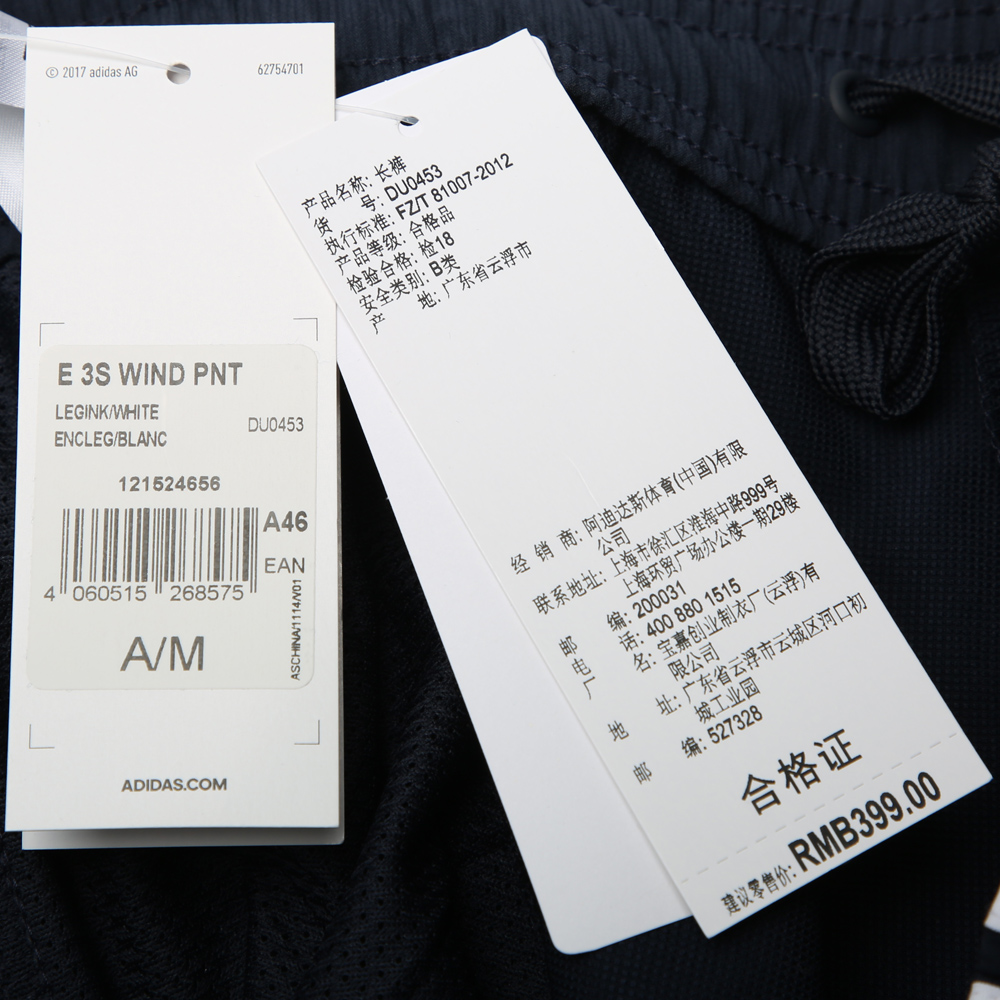 © 2017 adidas AG
62754701
E 3S WIND PNT
LEGINK/WHITE
ENCLEG/BLANC
DU0453
121524656
A46
EAN
4 060515 268575
ASCHINA/1114/V01
A/M
ADIDAS.COM
产品名称: 长裤
货 号: DU0453
执行标准: FZ/T 81007-2012
产品等级: 合格品
检验合格: 检18
安全类别: B类
产 地: 广东省云浮市
经 销 商: 阿迪达斯体育(中国)有限
公司
联系地址: 上海市徐汇区淮海中路999号
上海环贸广场办公楼一期29楼
邮 编: 200031
电 话: 400 880 1515
厂 名: 宝嘉创业制衣厂(云浮)有
限公司
地 址: 广东省云浮市云城区河口初
城工业园
邮 编: 527328
合格证
建议零售价: RMB399.00